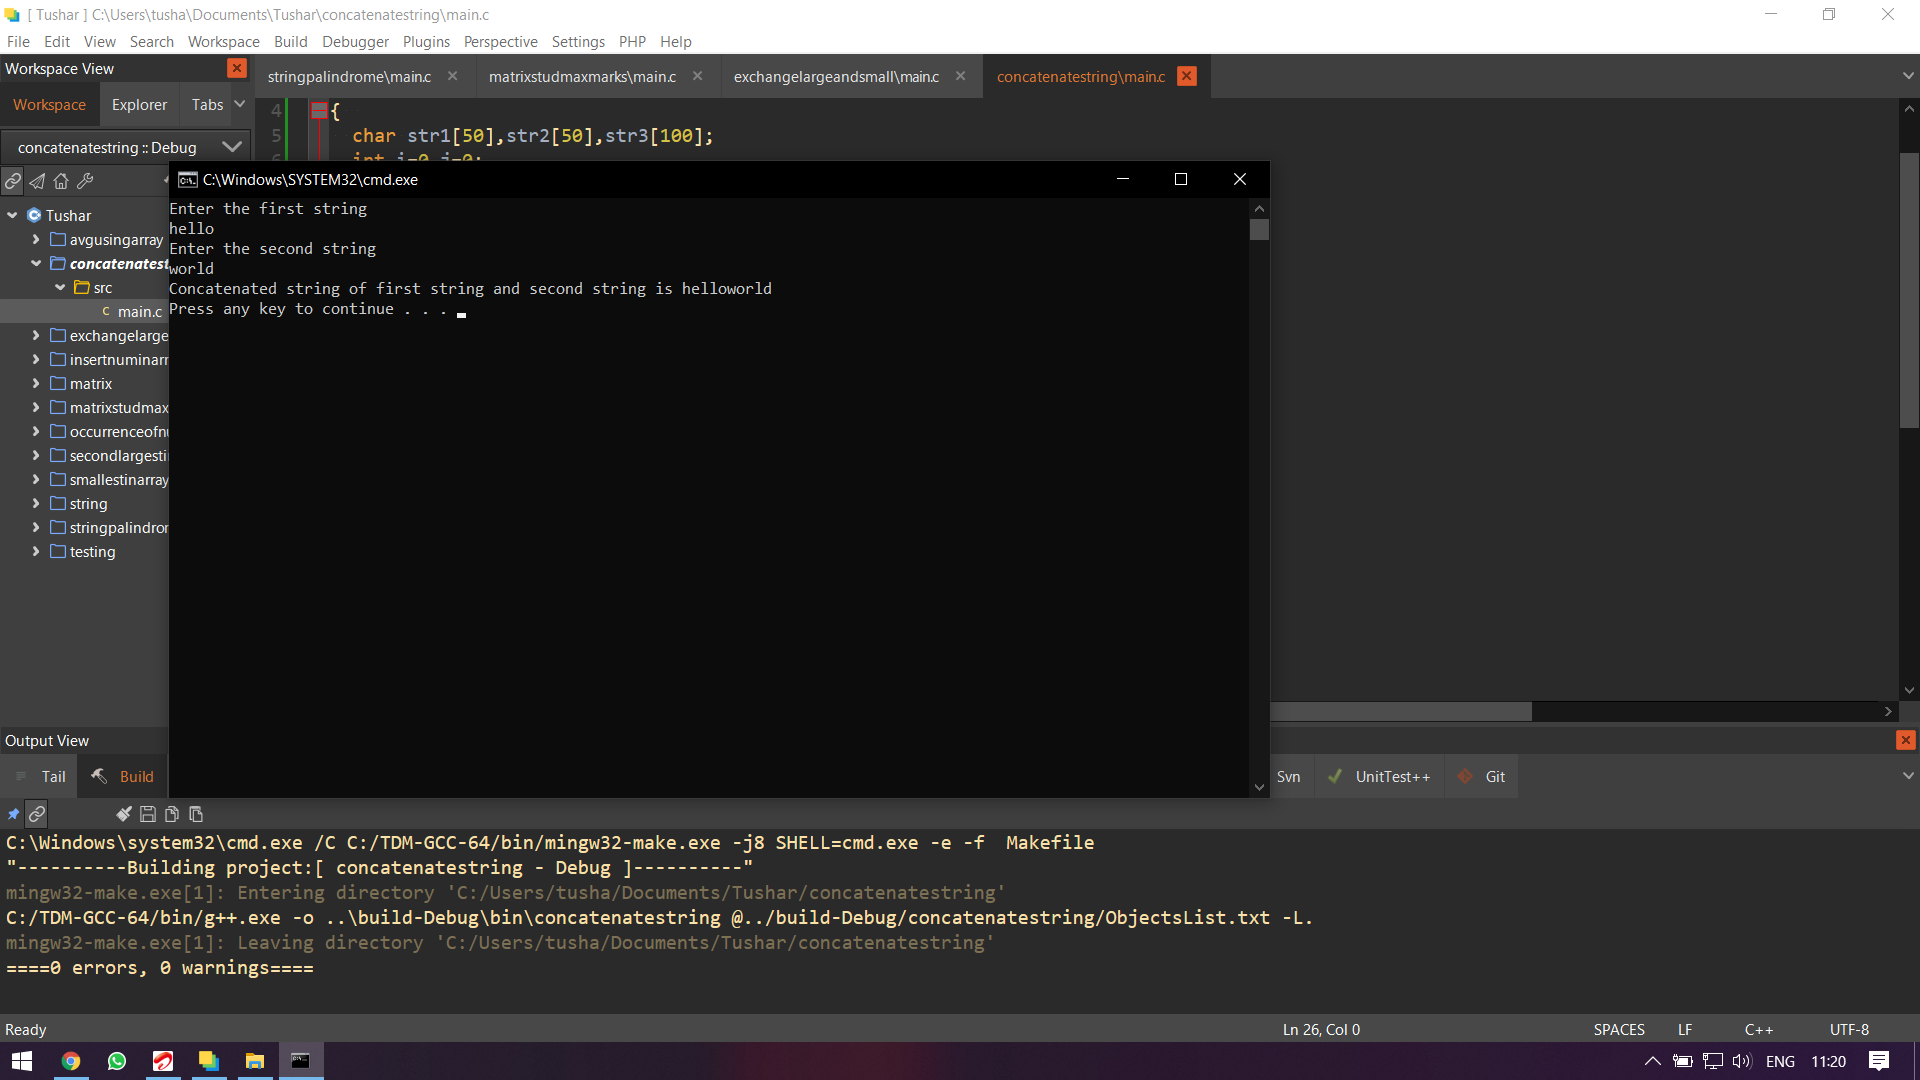 [ Tushar ] C:\Users\tusha\Documents\Tushar\concatenatestring\main.c
File Edit View Search Workspace Build Debugger Plugins Perspective Settings PHP Help
Workspace View
stringpalindrome\main.c matrixstudmaxmarks\main.c exchangelargeandsmall\main.c concatenatestring\main.c
Workspace Explorer Tabs
concatenatestring :: Debug
4 {
5 char str1[50],str2[50],str3[100];
Tushar
avgusingarray
concatenatest
src
main.c
exchangelarge
insertnuminarr
matrix
matrixstudmax
occurrenceofn
secondlargesti
smallestinarray
string
stringpalindror
testing
C:\Windows\SYSTEM32\cmd.exe
Enter the first string
hello
Enter the second string
world
Concatenated string of first string and second string is helloworld
Press any key to continue . . .
Output View
Tail Build Svn UnitTest++ Git
C:\Windows\system32\cmd.exe /C C:/TDM-GCC-64/bin/mingw32-make.exe -j8 SHELL=cmd.exe -e -f  Makefile
"----------Building project:[ concatenatestring - Debug ]----------"
mingw32-make.exe[1]: Entering directory 'C:/Users/tusha/Documents/Tushar/concatenatestring'
C:/TDM-GCC-64/bin/g++.exe -o ..\build-Debug\bin\concatenatestring @../build-Debug/concatenatestring/ObjectsList.txt -L.
mingw32-make.exe[1]: Leaving directory 'C:/Users/tusha/Documents/Tushar/concatenatestring'
====0 errors, 0 warnings====
Ready Ln 26, Col 0 SPACES LF C++ UTF-8
ENG 11:20